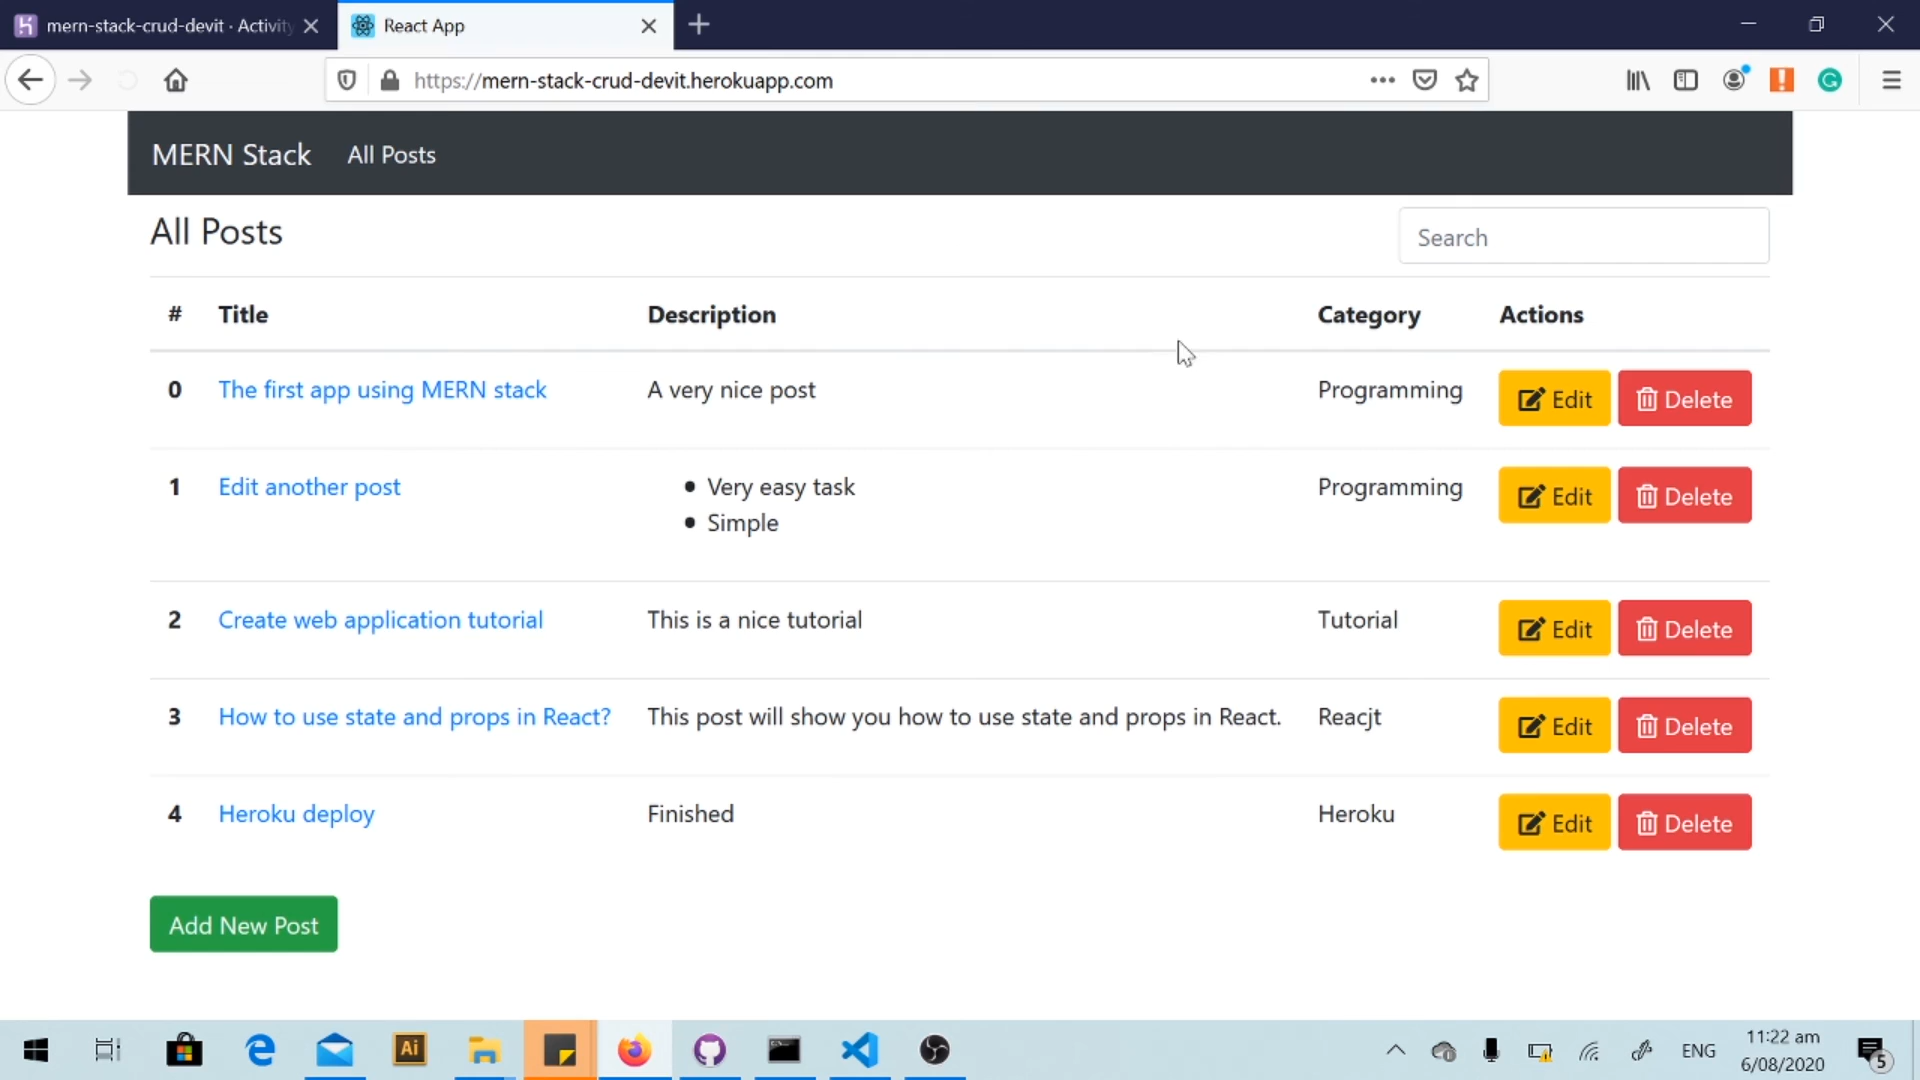 mern-stack-crud-devit · Activity
React App
https://mern-stack-crud-devit.herokuapp.com
MERN Stack All Posts
All Posts
Search
# Title Description Category Actions
0 The first app using MERN stack A very nice post Programming Edit Delete
1 Edit another post • Very easy task Programming Edit Delete
• Simple
2 Create web application tutorial This is a nice tutorial Tutorial Edit Delete
3 How to use state and props in React? This post will show you how to use state and props in React. Reacjt Edit Delete
4 Heroku deploy Finished Heroku Edit Delete
Add New Post
Ai
ENG
11:22 am
6/08/2020
5